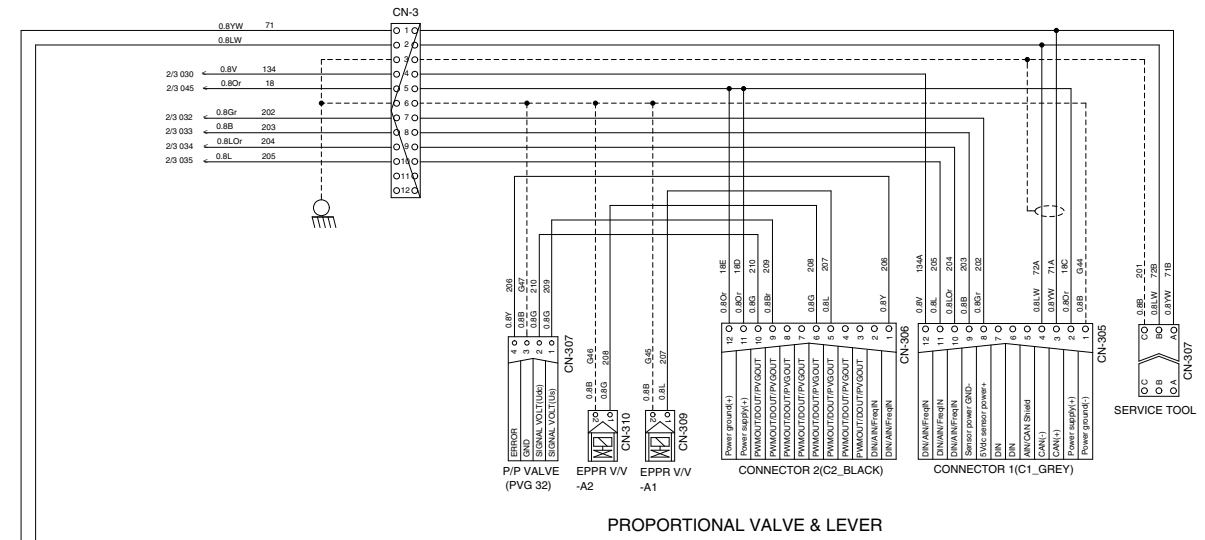 CN-3
0.8YW 71
0.8LW
2/3 030 0.8V 134
2/3 045 0.8Or 18
2/3 032 0.8Gr 202
2/3 033 0.8B 203
2/3 034 0.8LOr 204
2/3 035 0.8L 205
1
2
3
4
5
6
7
8
9
10
11
12
206 G47 210 209
0.8Y 0.8B 0.8G 0.8G
4 3 2 1
CN-307
ERROR
GND
SIGNAL VOLT(Udc)
SIGNAL VOLT(Us)
P/P VALVE
(PVG 32)
G46 208
0.8B 0.8G
2 1
CN-310
EPPR V/V
-A2
G45 207
0.8B 0.8L
2 1
CN-309
EPPR V/V
-A1
18E 18D 210 209 208 207 206
0.8Or 0.8Or 0.8G 0.8Br 0.8G 0.8L 0.8Y
12 11 10 9 8 7 6 5 4 3 2 1
CN-306
Power ground(+)
Power supply(+)
PWMOUT/DOUT/PVGOUT
PWMOUT/DOUT/PVGOUT
PWMOUT/DOUT/PVGOUT
PWMOUT/DOUT/PVGOUT
PWMOUT/DOUT/PVGOUT
PWMOUT/DOUT/PVGOUT
PWMOUT/DOUT/PVGOUT
PWMOUT/DOUT/PVGOUT
DIN/AIN/FreqIN
DIN/AIN/FreqIN
CONNECTOR 2(C2_BLACK)
134A 205 204 203 202 72A 71A 18C G44
0.8V 0.8L 0.8LOr 0.8B 0.8Gr 0.8LW 0.8YW 0.8Or 0.8B
12 11 10 9 8 7 6 5 4 3 2 1
CN-305
DIN/AIN/FreqIN
DIN/AIN/FreqIN
DIN/AIN/FreqIN
Sensor power GND-
5Vdc sensor power+
DIN
DIN
AIN/CAN Shield
CAN(-)
CAN(+)
Power supply(+)
Power ground(-)
CONNECTOR 1(C1_GREY)
201 72B 71B
0.8B 0.8LW 0.8YW
C B A
C B A
CN-307
SERVICE TOOL
PROPORTIONAL VALVE & LEVER